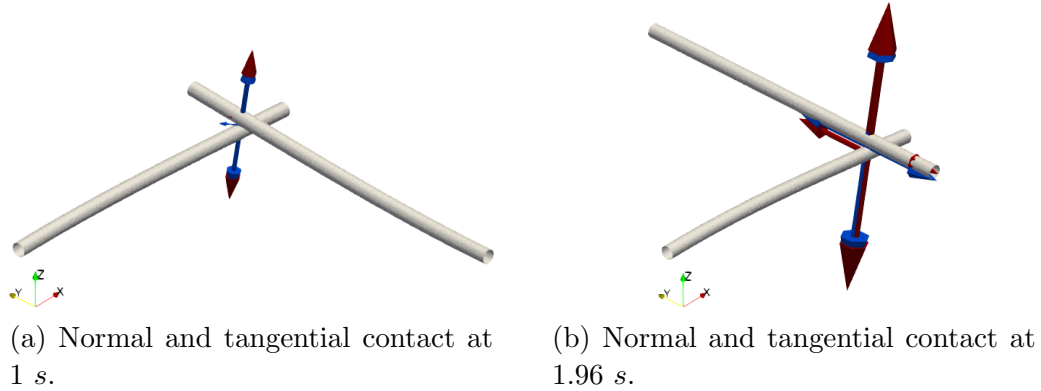 Z
Y
X
Z
Y
X
(a) Normal and tangential contact at
1 s.
(b) Normal and tangential contact at
1.96 s.